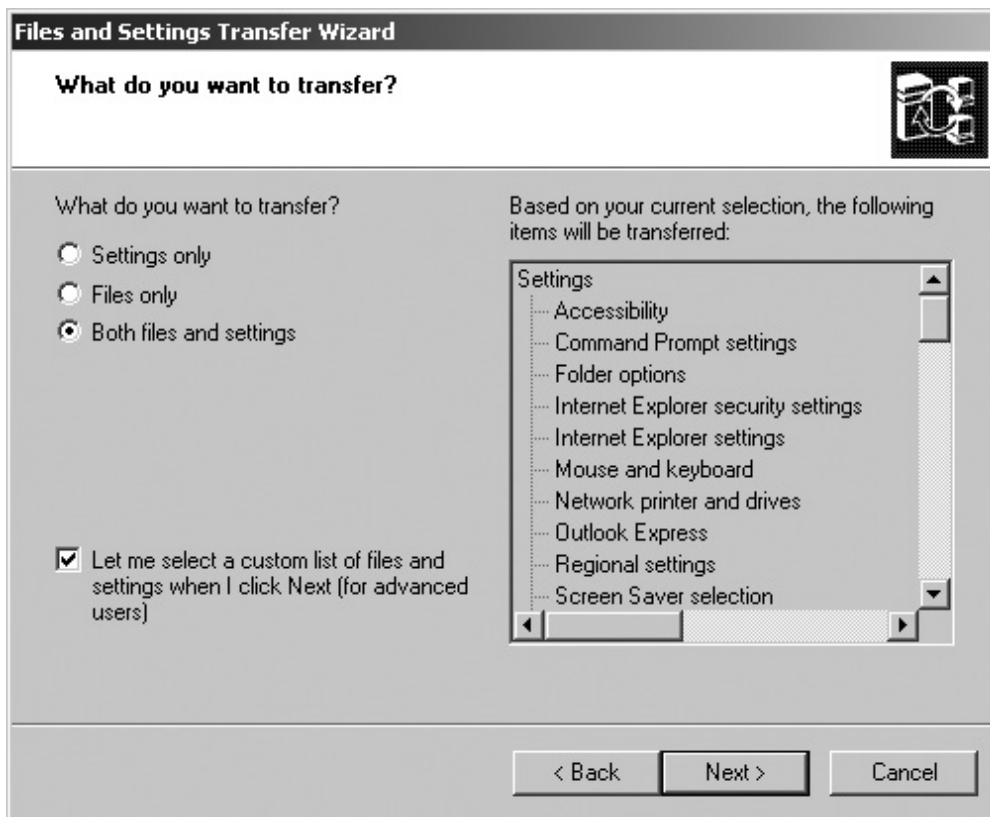 Files and Settings Transfer Wizard
What do you want to transfer?
What do you want to transfer?
Settings only
Files only
Both files and settings
Let me select a custom list of files and
settings when I click Next (for advanced
users)
Based on your current selection, the following
items will be transferred:
Settings
Accessibility
Command Prompt settings
Folder options
Internet Explorer security settings
Internet Explorer settings
Mouse and keyboard
Network printer and drives
Outlook Express
Regional settings
Screen Saver selection
< Back
Next >
Cancel